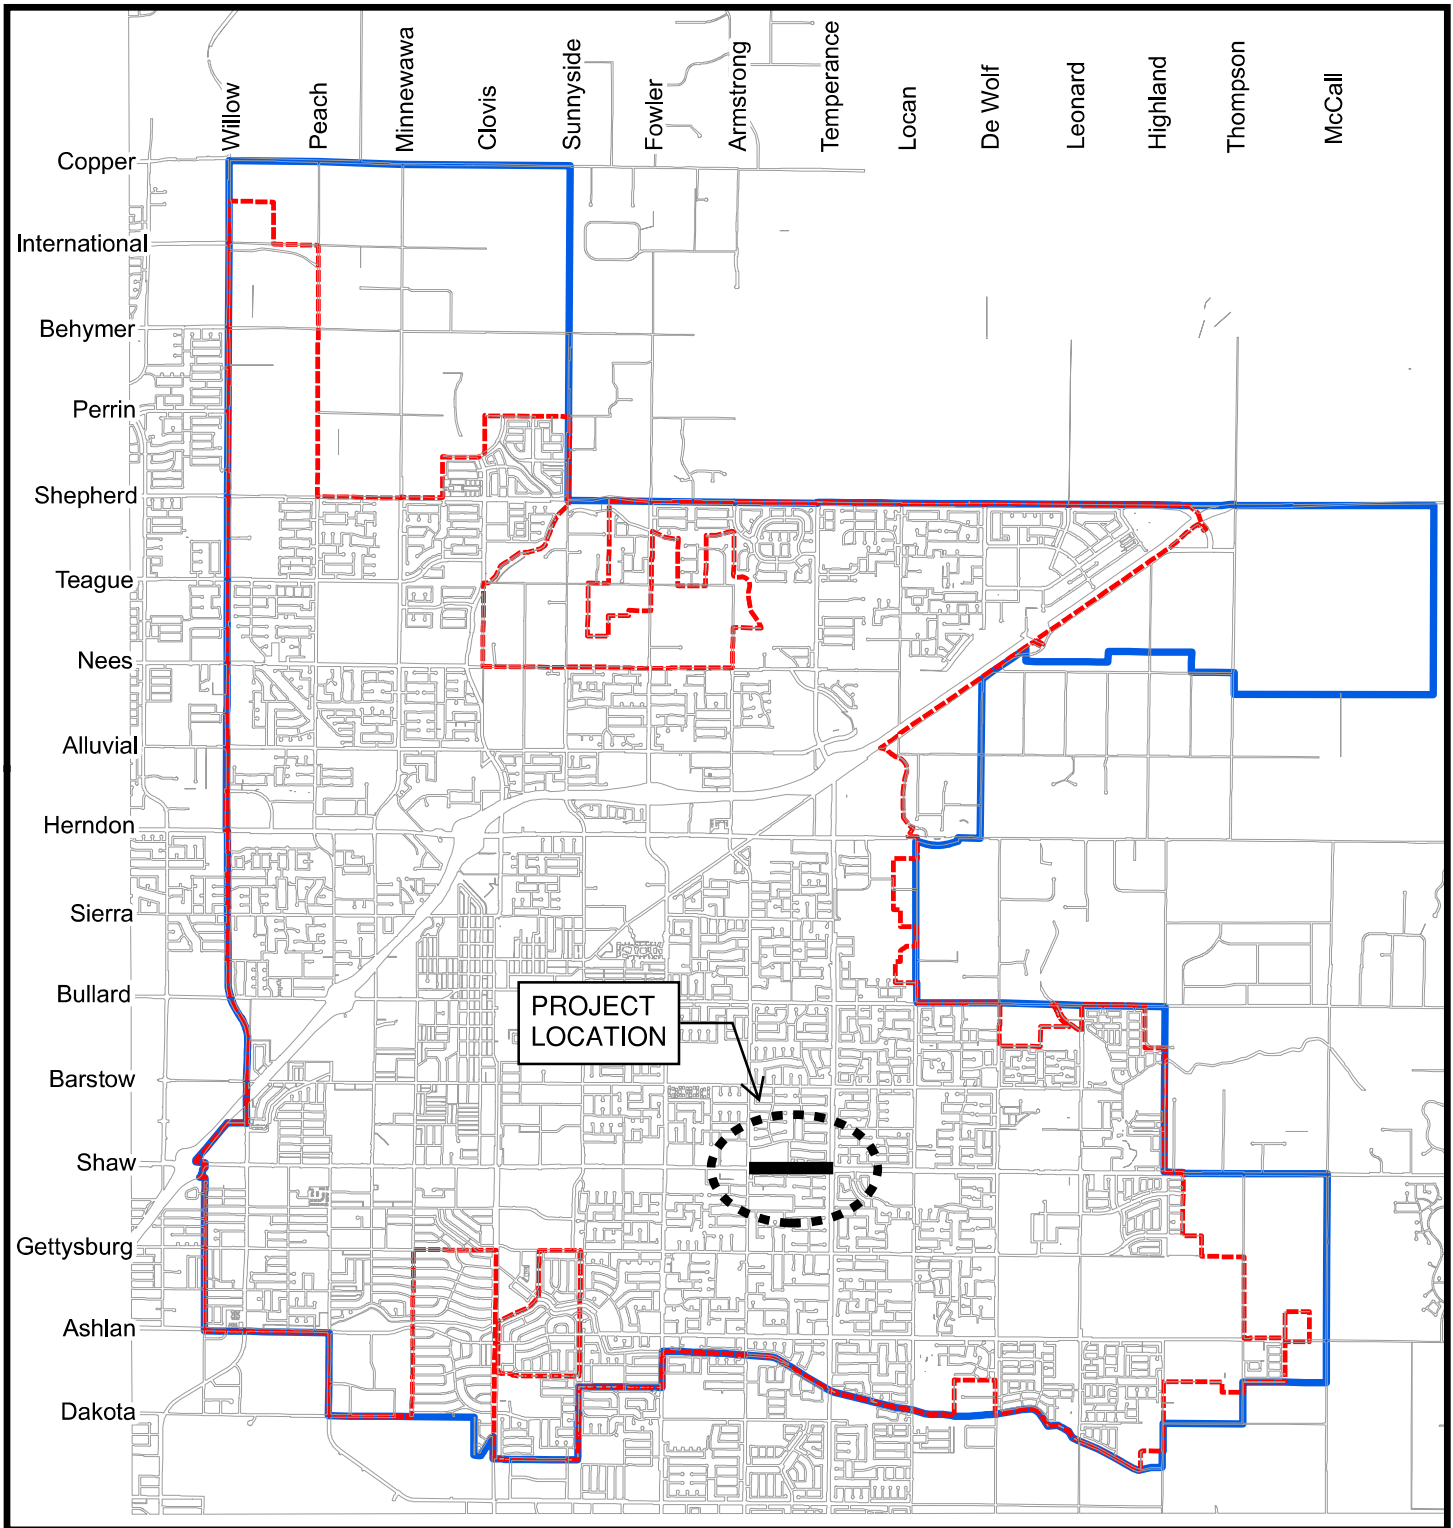 Willow
Peach
Minnewawa
Clovis
Sunnyside
Fowler
Armstrong
Temperance
Locan
De Wolf
Leonard
Highland
Thompson
McCall
Copper
International
Behymer
Perrin
Shepherd
Teague
Nees
Alluvial
Herndon
Sierra
Bullard
Barstow
Shaw
Gettysburg
Ashlan
Dakota
PROJECT
LOCATION